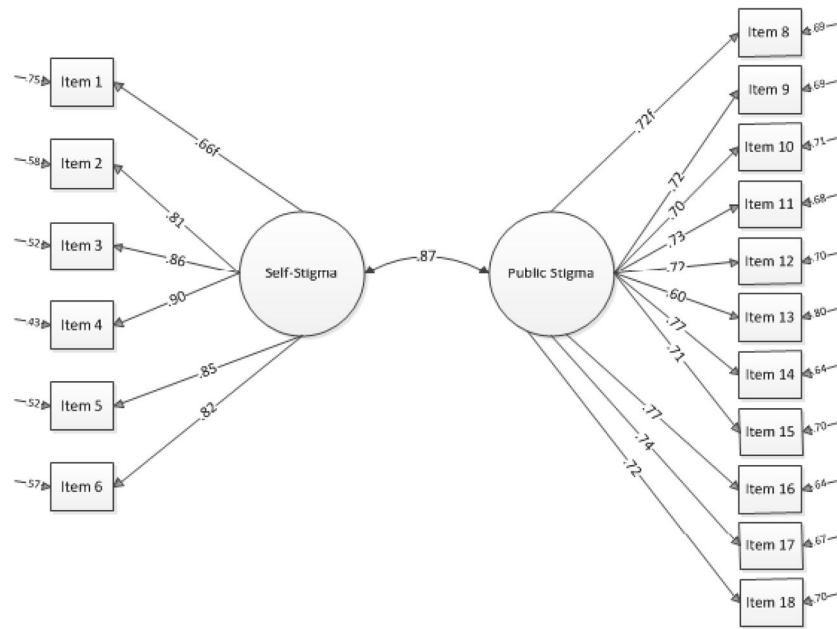 Item 1
Item 2
Item 3
Item 4
Item 5
Item 6
.75
.58
.52
.43
.52
.57
.66f
.81
.86
.90
.85
.82
Self-Stigma
.87
Public Stigma
.72f
.72
.70
.73
.60
.77
.71
.77
.74
.72
Item 8
Item 9
Item 10
Item 11
Item 12
Item 13
Item 14
Item 15
Item 16
Item 17
Item 18
.69
.69
.71
.68
.70
.80
.64
.70
.64
.67
.70